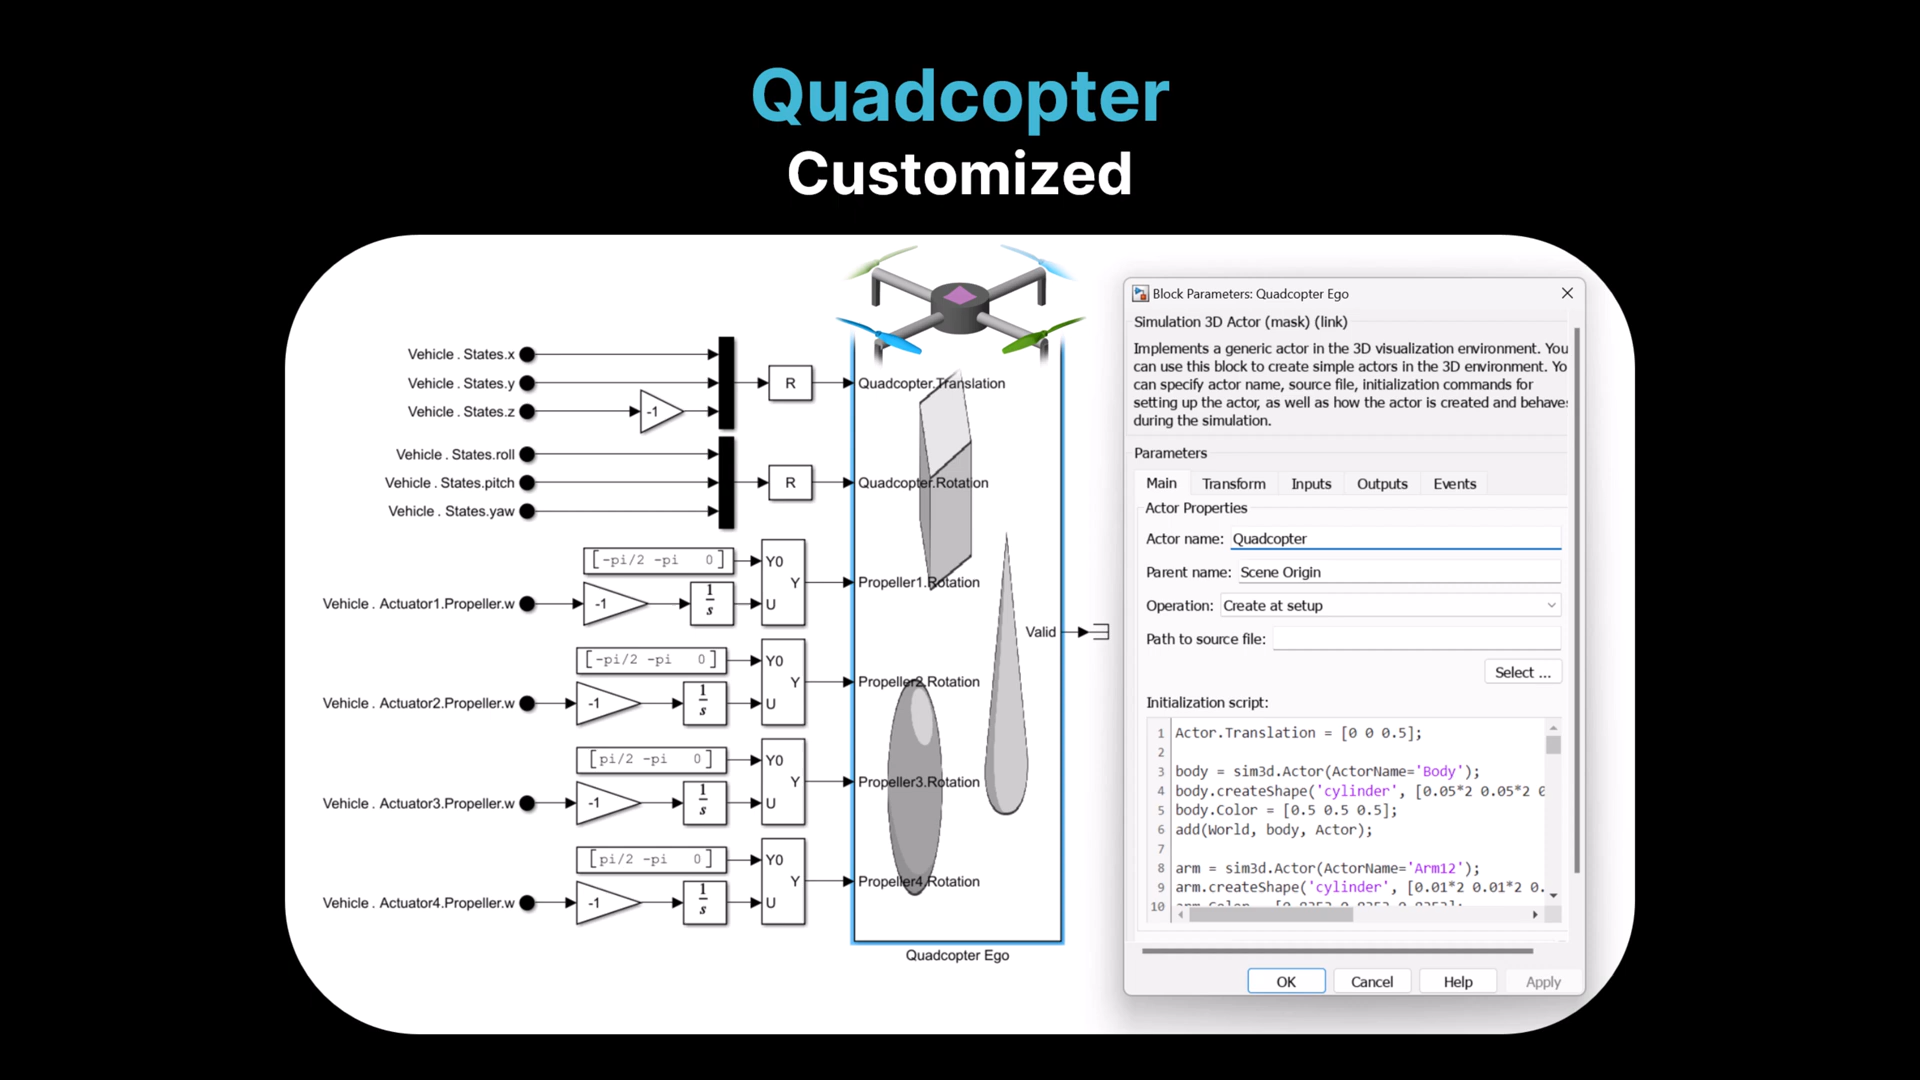 Quadcopter
Customized
Vehicle . States.x
Vehicle . States.y
Vehicle . States.z
-1
R
Quadcopter.Translation
Vehicle . States.roll
Vehicle . States.pitch
Vehicle . States.yaw
R
Quadcopter.Rotation
[-pi/2 -pi 0]
Y0
Vehicle . Actuator1.Propeller.w
-1
1
s
U
Y
Propeller1.Rotation
[-pi/2 -pi 0]
Y0
Vehicle . Actuator2.Propeller.w
-1
1
s
U
Y
Propeller2.Rotation
[pi/2 -pi 0]
Y0
Vehicle . Actuator3.Propeller.w
-1
1
s
U
Y
Propeller3.Rotation
[pi/2 -pi 0]
Y0
Vehicle . Actuator4.Propeller.w
-1
1
s
U
Y
Propeller4.Rotation
Valid
Quadcopter Ego
Block Parameters: Quadcopter Ego
Simulation 3D Actor (mask) (link)
Implements a generic actor in the 3D visualization environment. You
can use this block to create simple actors in the 3D environment. Yo
can specify actor name, source file, initialization commands for
setting up the actor, as well as how the actor is created and behave
during the simulation.
Parameters
Main Transform Inputs Outputs Events
Actor Properties
Actor name: Quadcopter
Parent name: Scene Origin
Operation: Create at setup
Path to source file:
Select ...
Initialization script:
1 Actor.Translation = [0 0 0.5];
2
3 body = sim3d.Actor(ActorName='Body');
4 body.createShape('cylinder', [0.05*2 0.05*2 0
5 body.Color = [0.5 0.5 0.5];
6 add(World, body, Actor);
7
8 arm = sim3d.Actor(ActorName='Arm12');
9 arm.createShape('cylinder', [0.01*2 0.01*2 0.
10
OK Cancel Help Apply